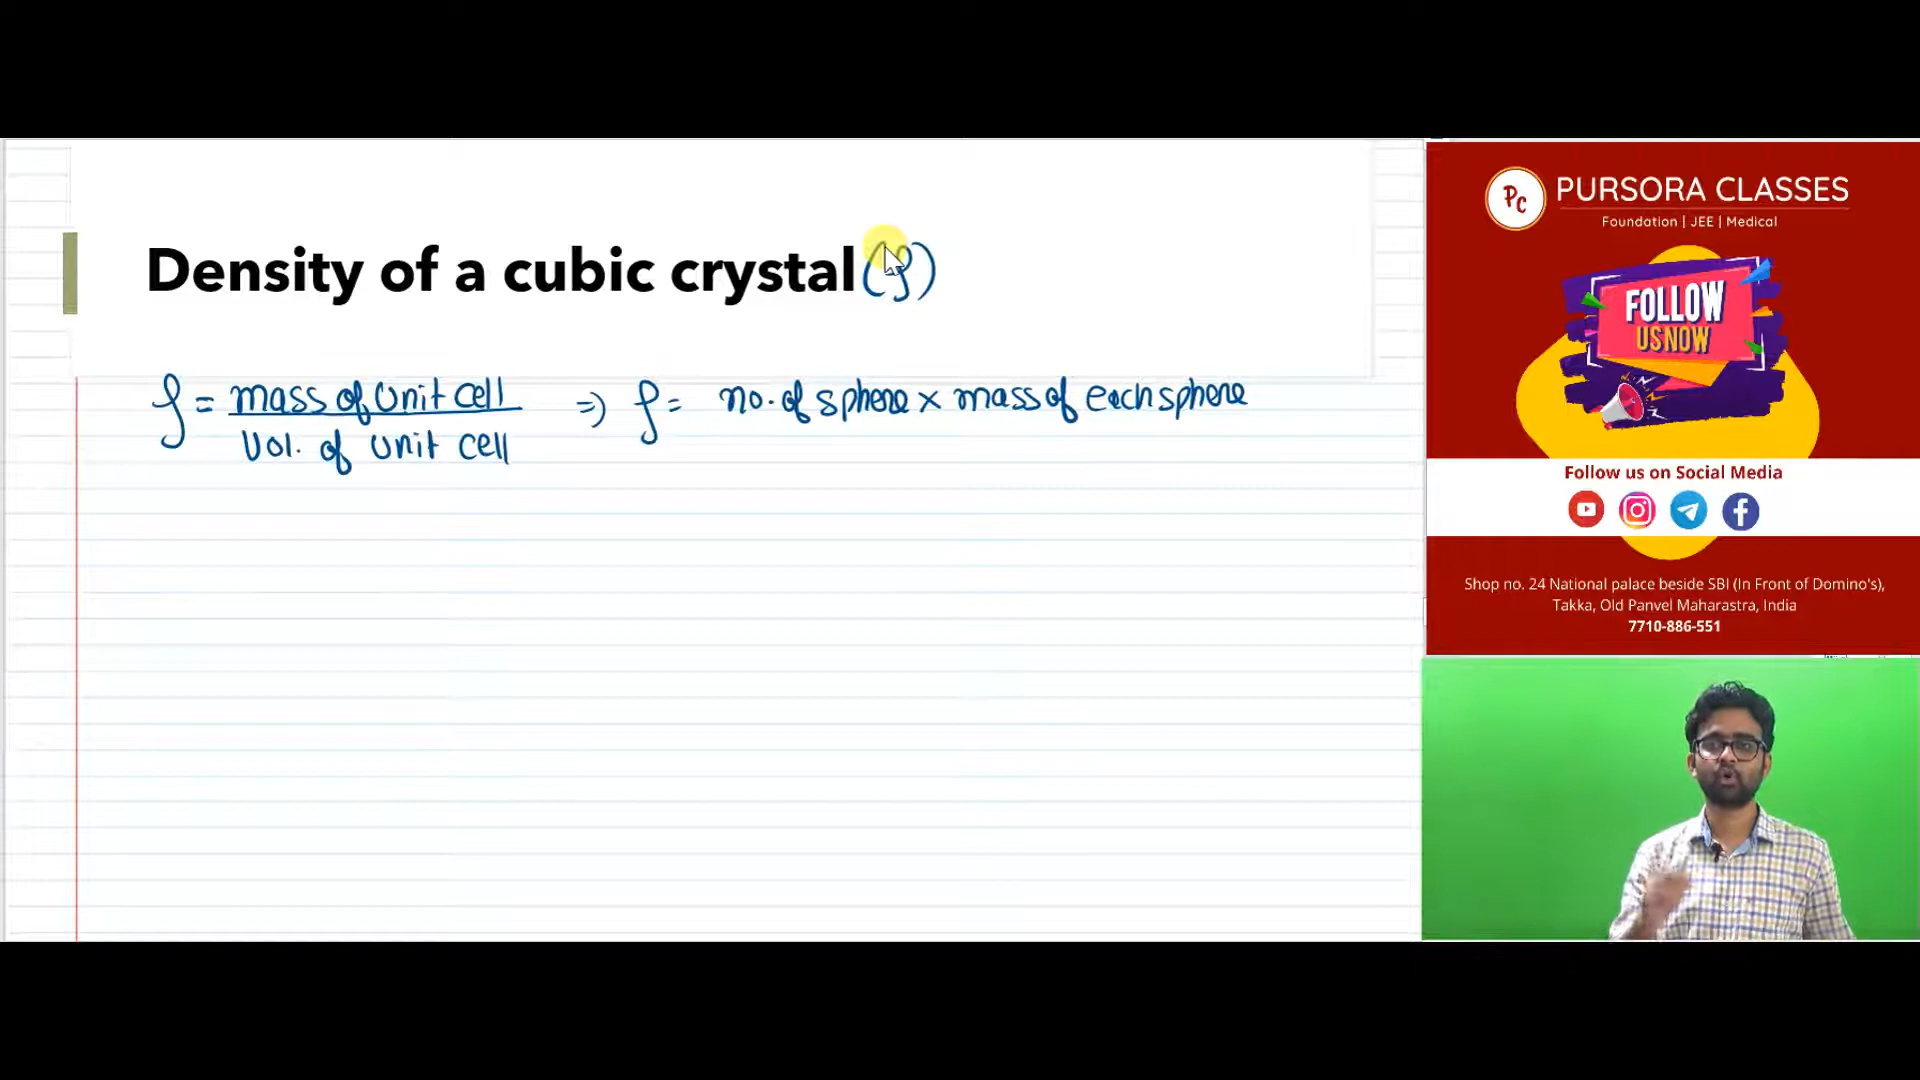 Density of a cubic crystal (ρ)
ρ = mass of unit cell / Vol. of unit cell ⇒ ρ = no. of sphere × mass of each sphere
PC
PURSORA CLASSES
Foundation | JEE | Medical
FOLLOW
US NOW
Follow us on Social Media
Shop no. 24 National palace beside SBI (In Front of Domino's),
Takka, Old Panvel Maharastra, India
7710-886-551